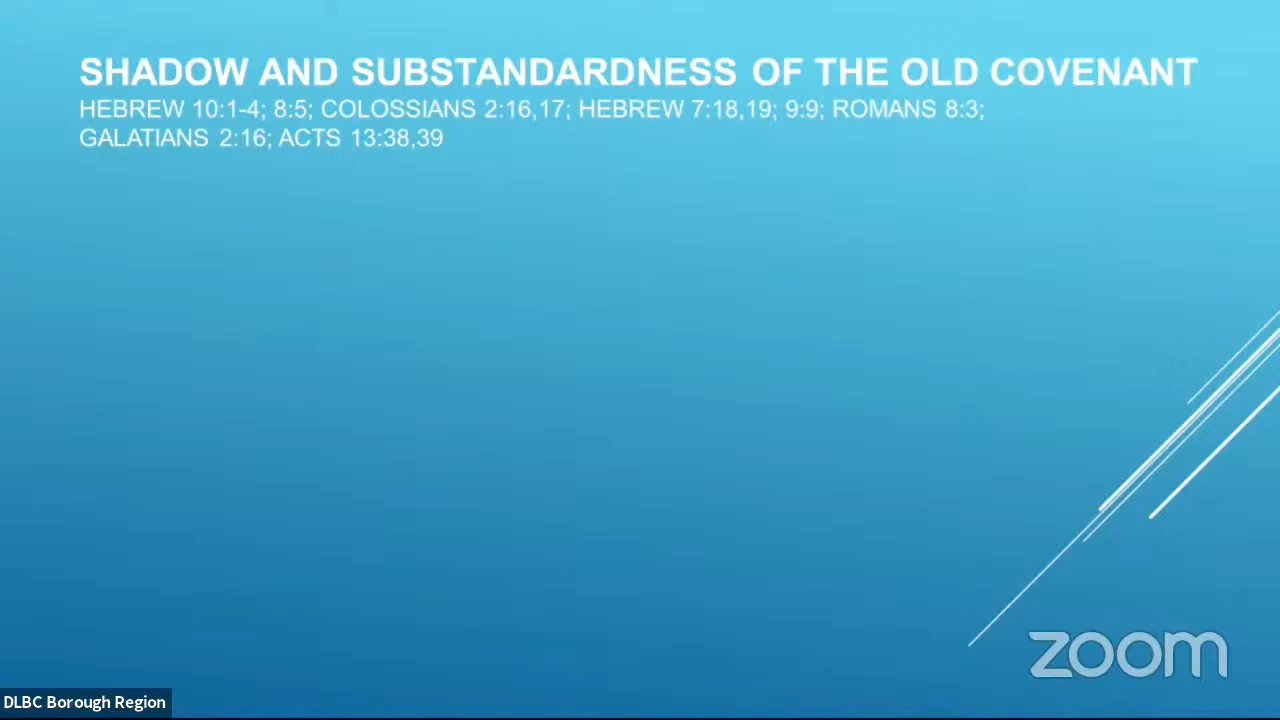 SHADOW AND SUBSTANDARDNESS OF THE OLD COVENANT
HEBREW 10:1-4; 8:5; COLOSSIANS 2:16,17; HEBREW 7:18,19; 9:9; ROMANS 8:3;
GALATIANS 2:16; ACTS 13:38,39
zoom
DLBC Borough Region